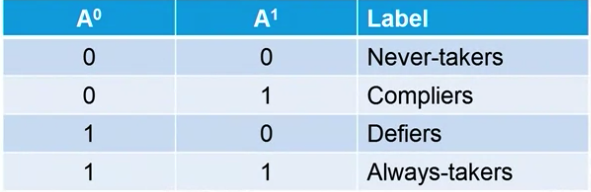 A⁰ A¹ Label
0 0 Never-takers
0 1 Compliers
1 0 Defiers
1 1 Always-takers